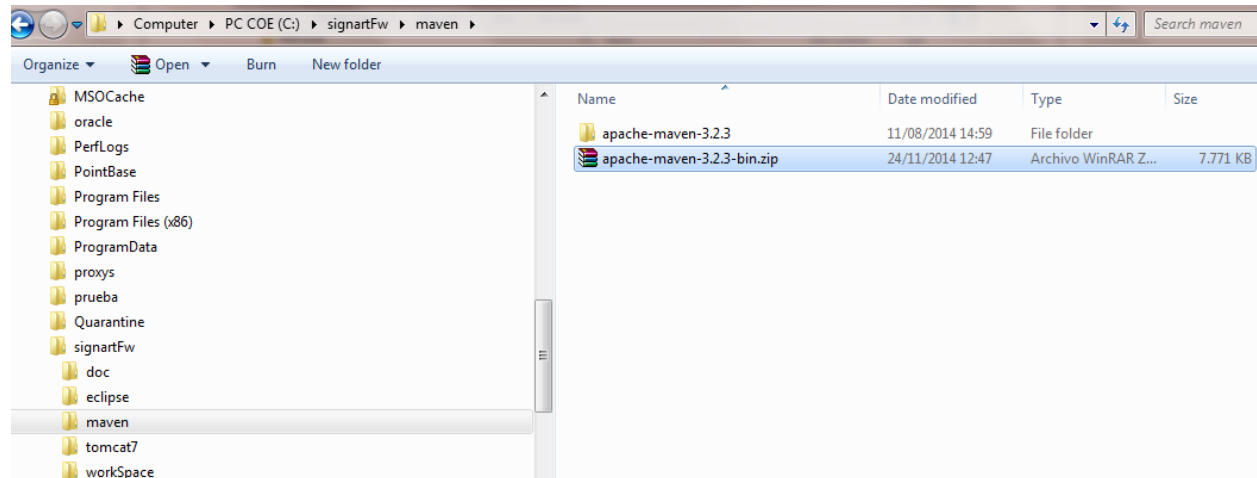 Computer PC COE (C:) signartFw maven
Search maven
Organize Open Burn New folder
MSOCache
oracle
PerfLogs
PointBase
Program Files
Program Files (x86)
ProgramData
proxys
prueba
Quarantine
signartFw
doc
eclipse
maven
tomcat7
workSpace
Name Date modified Type Size
apache-maven-3.2.3 11/08/2014 14:59 File folder
apache-maven-3.2.3-bin.zip 24/11/2014 12:47 Archivo WinRAR Z... 7.771 KB